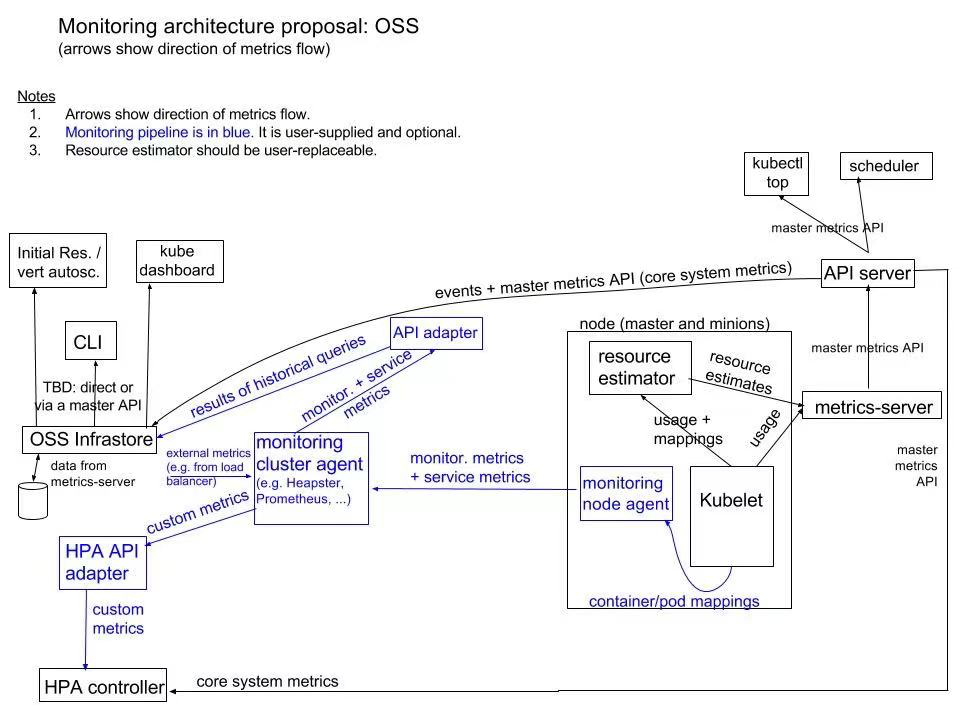 Monitoring architecture proposal: OSS
(arrows show direction of metrics flow)
Notes
1. Arrows show direction of metrics flow.
2. Monitoring pipeline is in blue. It is user-supplied and optional.
3. Resource estimator should be user-replaceable.
kubectl
top
scheduler
master metrics API
Initial Res. /
vert autosc.
kube
dashboard
API server
events + master metrics API (core system metrics)
CLI
API adapter
node (master and minions)
master metrics API
resource
estimator
resource
estimates
results of historical queries
monitor. + service
metrics
TBD: direct or
via a master API
usage +
mappings
usage
metrics-server
OSS Infrastore
data from
metrics-server
external metrics
(e.g. from load
balancer)
monitoring
cluster agent
(e.g. Heapster,
Prometheus, ...)
monitor. metrics
+ service metrics
monitoring
node agent
Kubelet
master
metrics
API
custom metrics
HPA API
adapter
container/pod mappings
custom
metrics
HPA controller
core system metrics